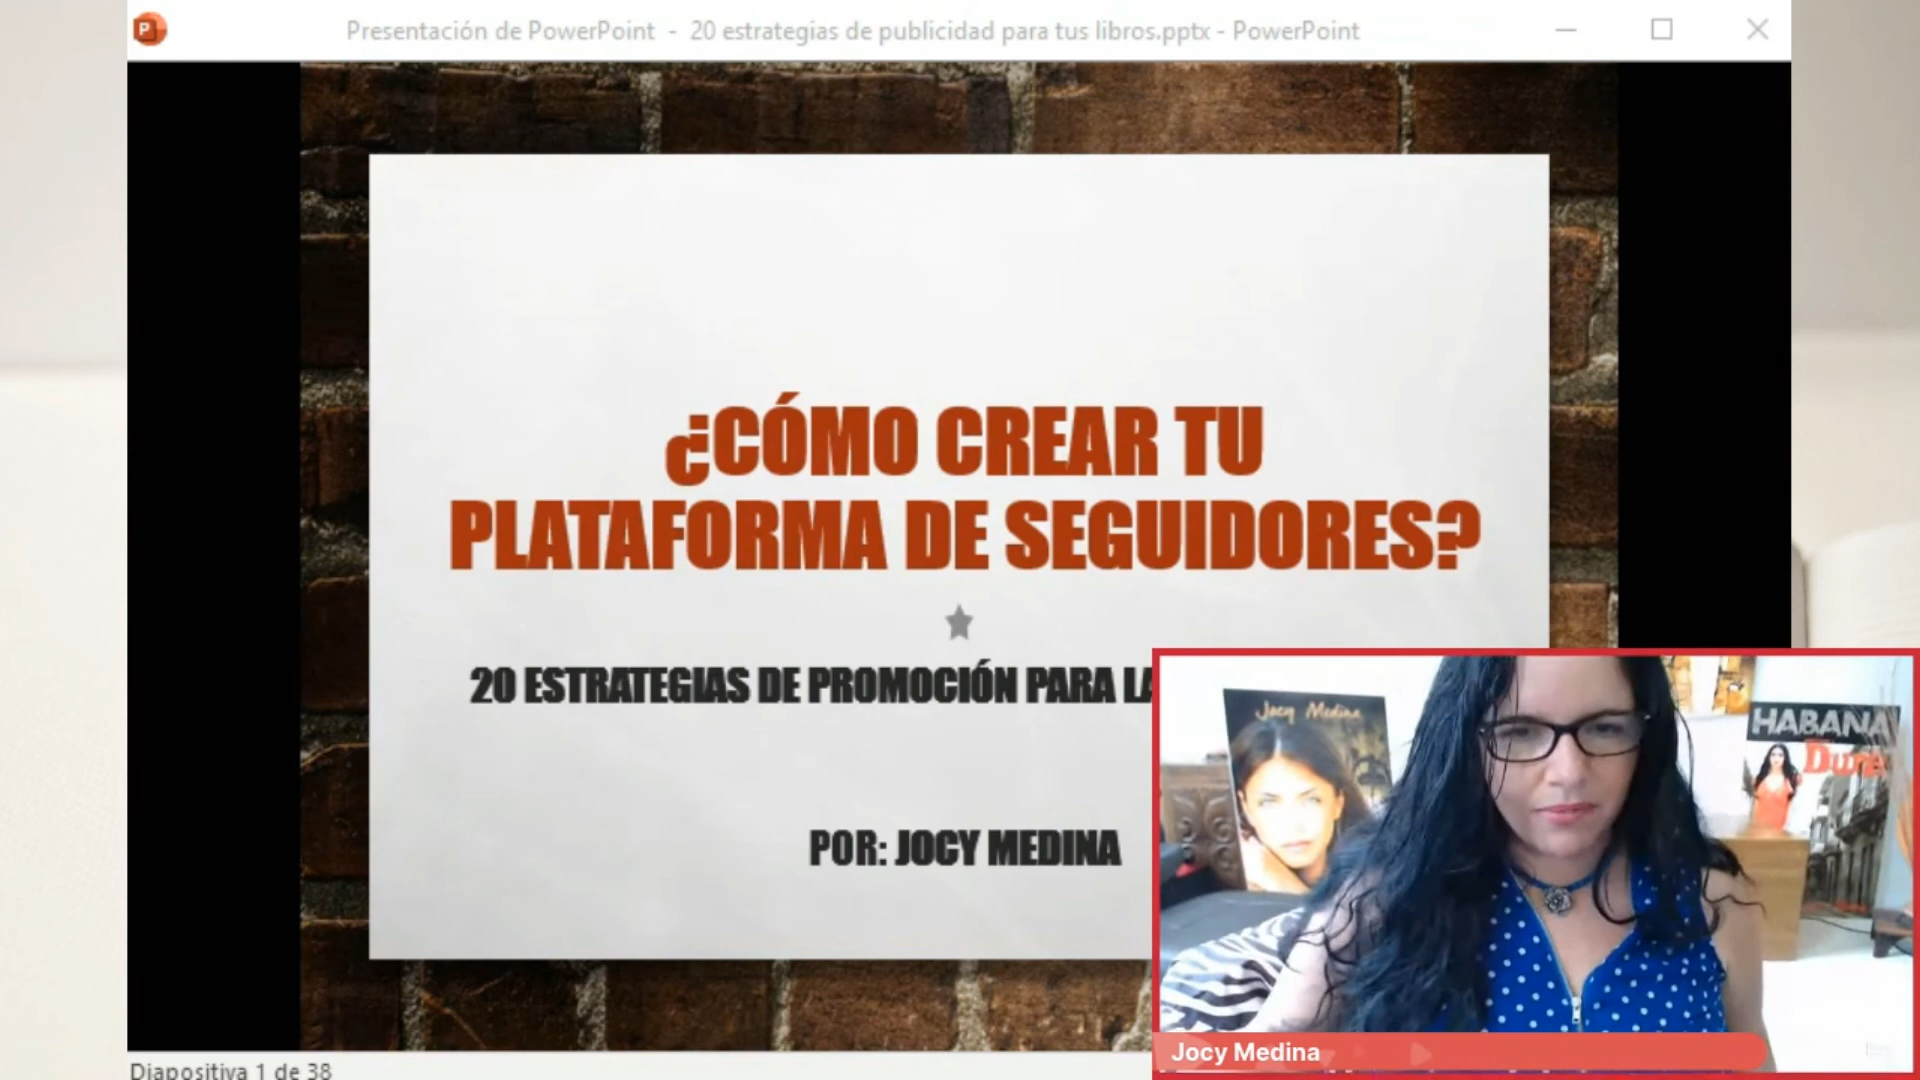 Presentación de PowerPoint - 20 estrategias de publicidad para tus libros.pptx - PowerPoint
¿CÓMO CREAR TU
PLATAFORMA DE SEGUIDORES?
20 ESTRATEGIAS DE PROMOCIÓN PARA
POR: JOCY MEDINA
Jocy Medina
HABANA
Jocy Medina
Diapositiva 1 de 38